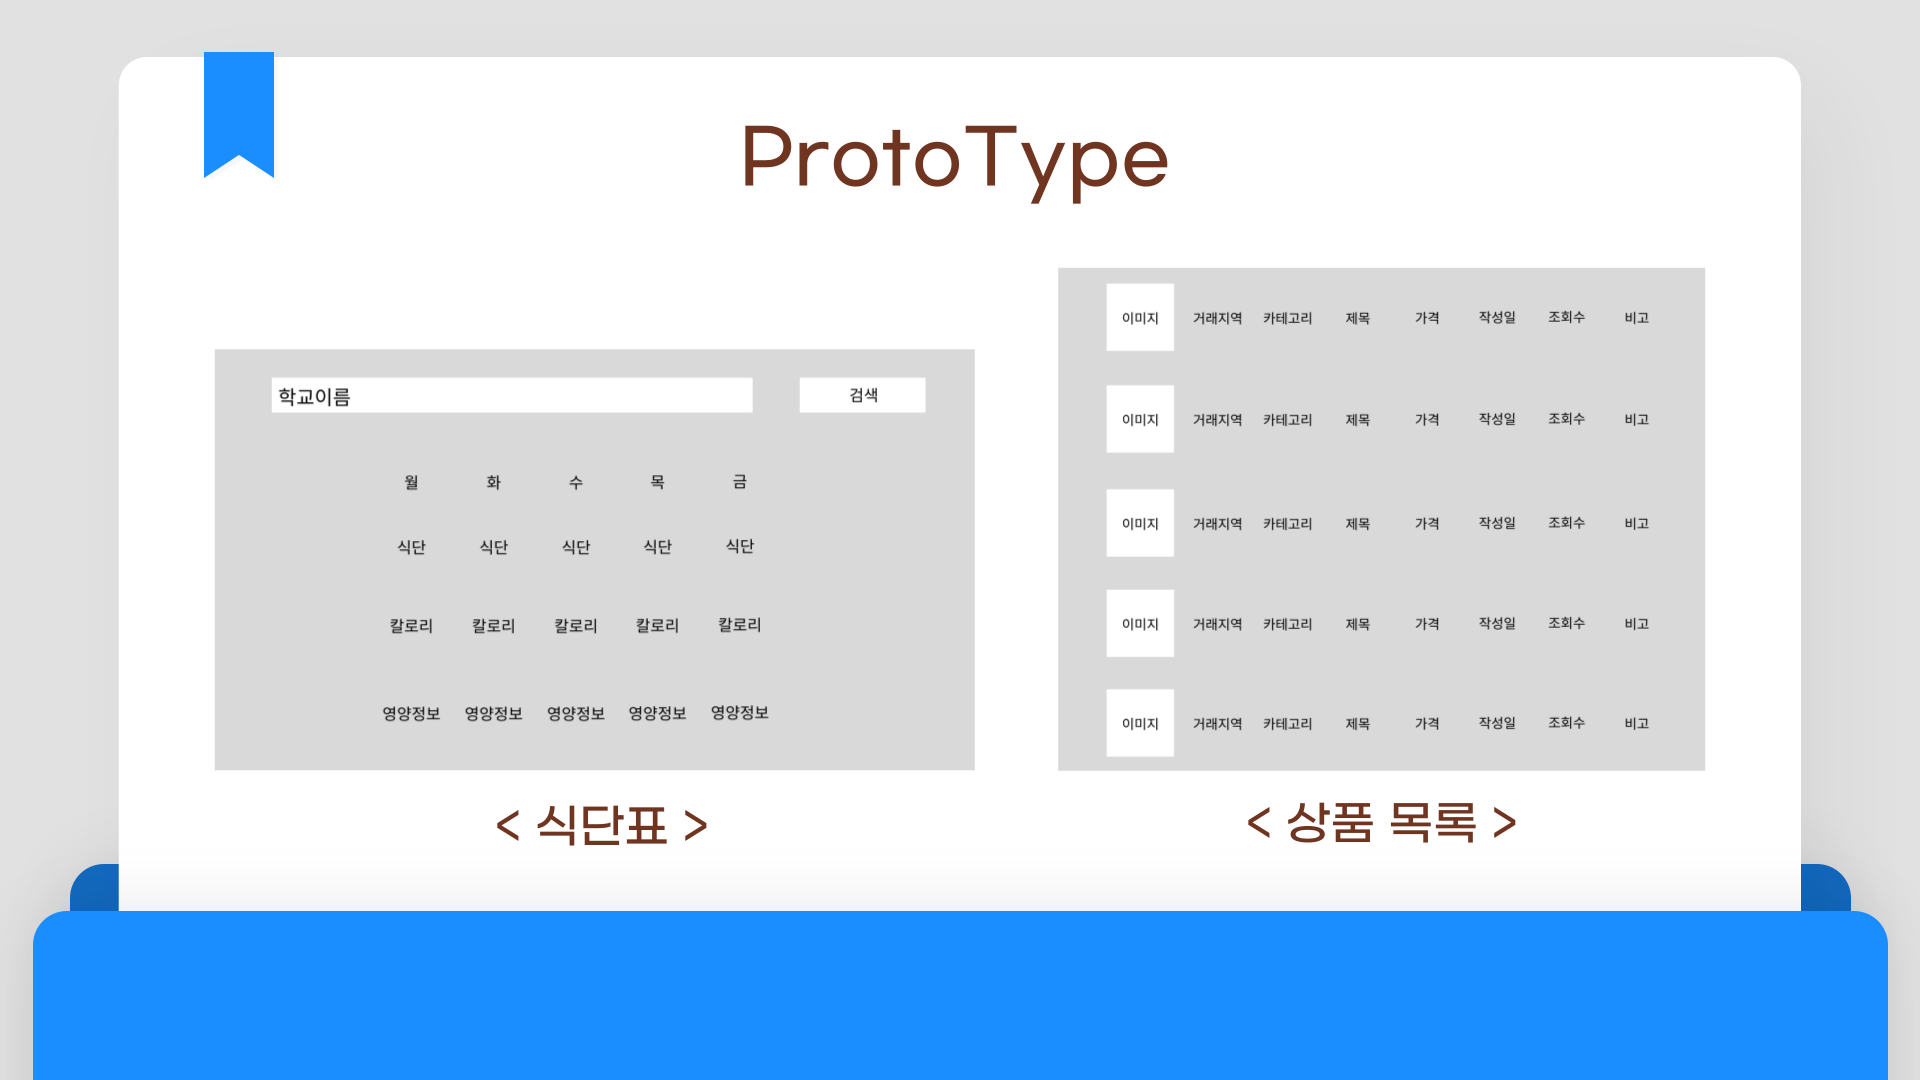 ProtoType
학교이름 검색
월 화 수 목 금
식단 식단 식단 식단 식단
칼로리 칼로리 칼로리 칼로리 칼로리
영양정보 영양정보 영양정보 영양정보 영양정보
< 식단표 >
이미지 거래지역 카테고리 제목 가격 작성일 조회수 비고
이미지 거래지역 카테고리 제목 가격 작성일 조회수 비고
이미지 거래지역 카테고리 제목 가격 작성일 조회수 비고
이미지 거래지역 카테고리 제목 가격 작성일 조회수 비고
이미지 거래지역 카테고리 제목 가격 작성일 조회수 비고
< 상품 목록 >